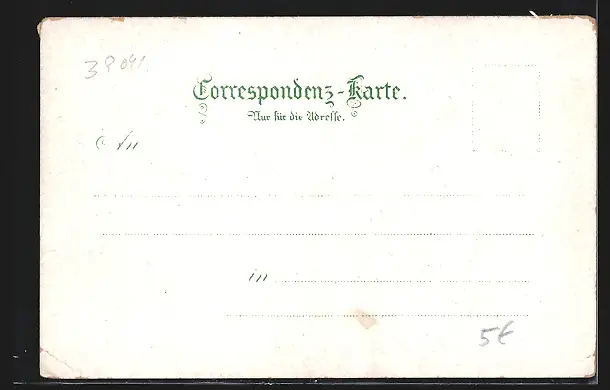 38041
Correspondenz-Karte.
Nur für die Adresse.
An
in
5€